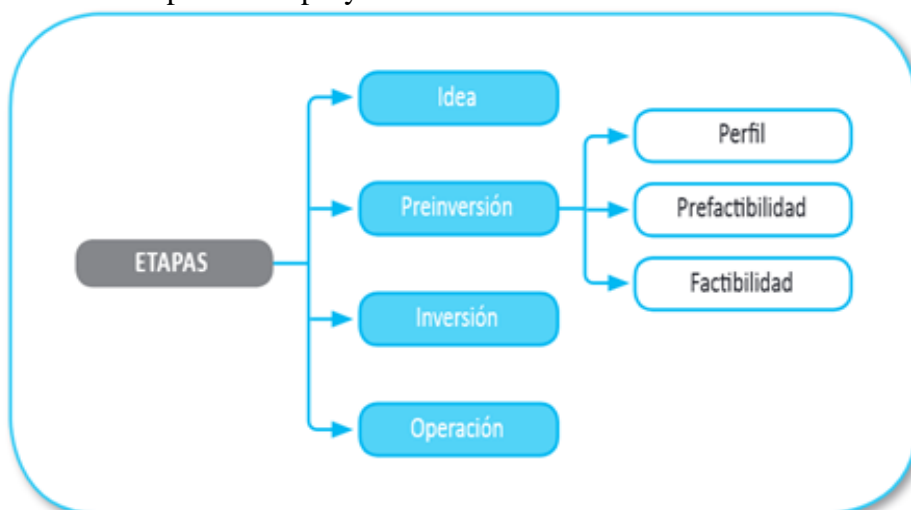 Idea
Perfil
Preinversión
Prefactibilidad
ETAPAS
Factibilidad
Inversión
Operación